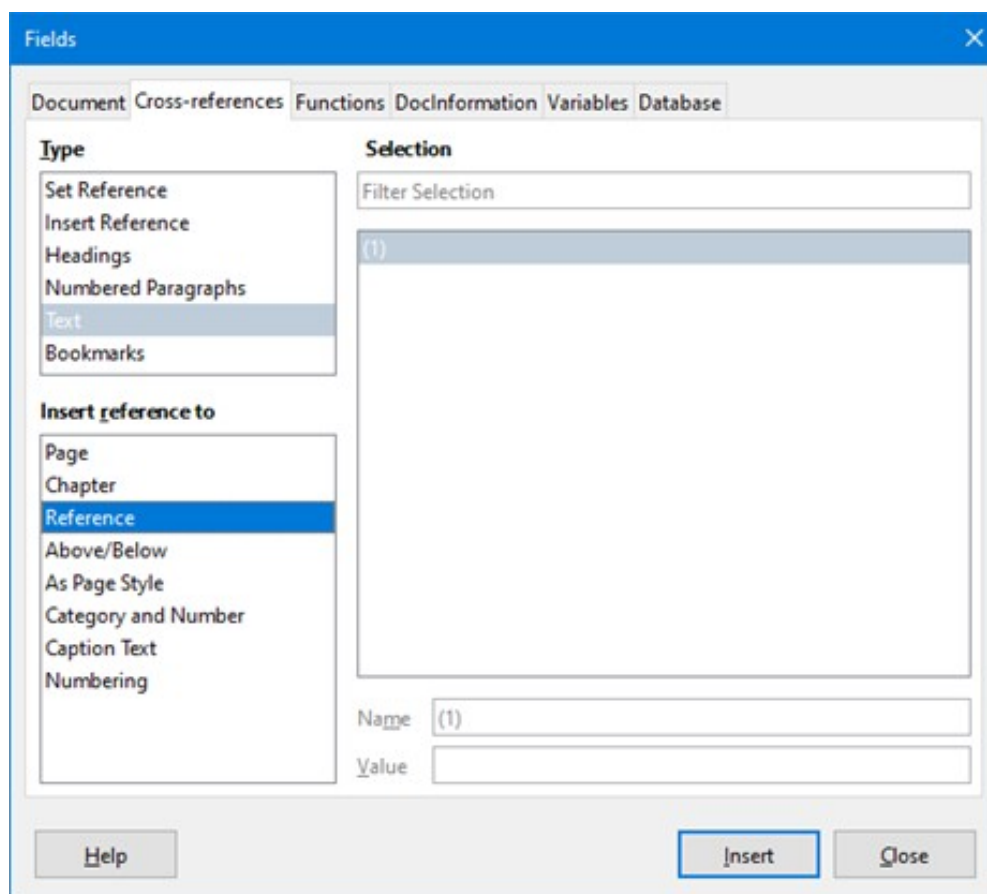 Fields
Document Cross-references Functions DocInformation Variables Database
Type
Set Reference
Insert Reference
Headings
Numbered Paragraphs
Text
Bookmarks
Insert reference to
Page
Chapter
Reference
Above/Below
As Page Style
Category and Number
Caption Text
Numbering
Selection
Filter Selection
(1)
Name (1)
Value
Help Insert Close